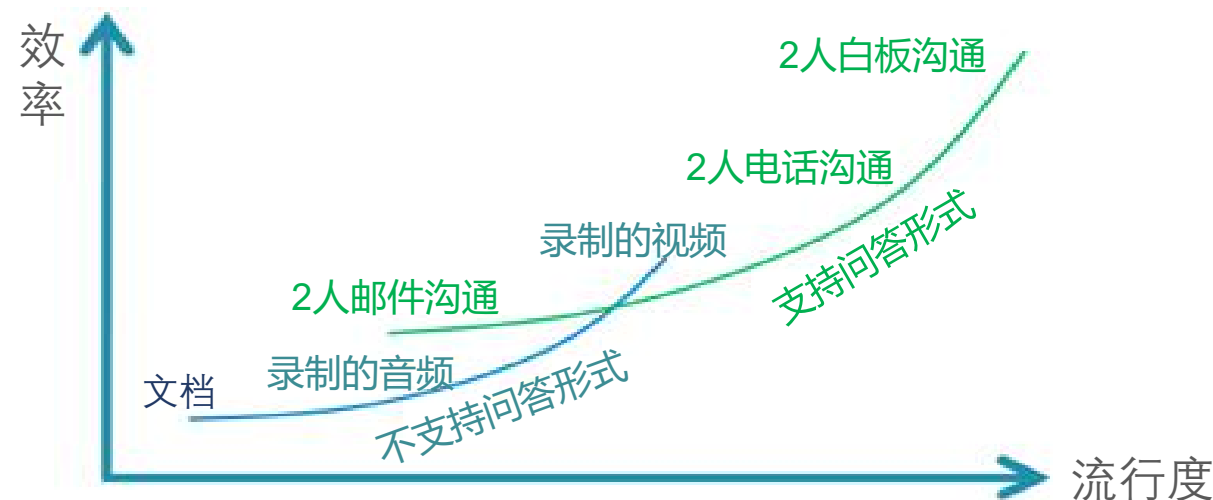 效
率
2人白板沟通
2人电话沟通
录制的视频
支持问答形式
2人邮件沟通
录制的音频
文档
不支持问答形式
流行度